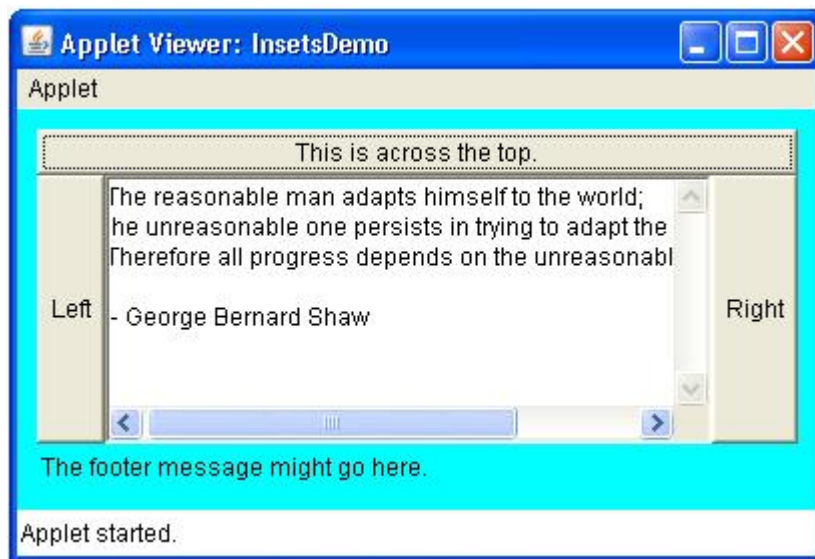 Applet Viewer: InsetsDemo
Applet
This is across the top.
The reasonable man adapts himself to the world;
he unreasonable one persists in trying to adapt the
Therefore all progress depends on the unreasonabl
Left
Right
- George Bernard Shaw
The footer message might go here.
Applet started.